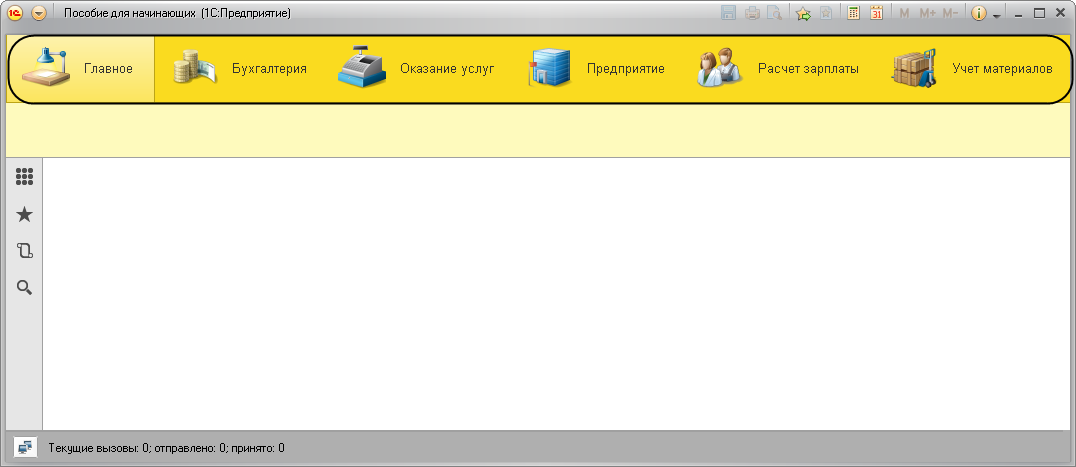 Пособие для начинающих (1С:Предприятие)
31 M M+ M-
Главное
Бухгалтерия
Оказание услуг
Предприятие
Расчет зарплаты
Учет материалов
Текущие вызовы: 0; отправлено: 0; принято: 0